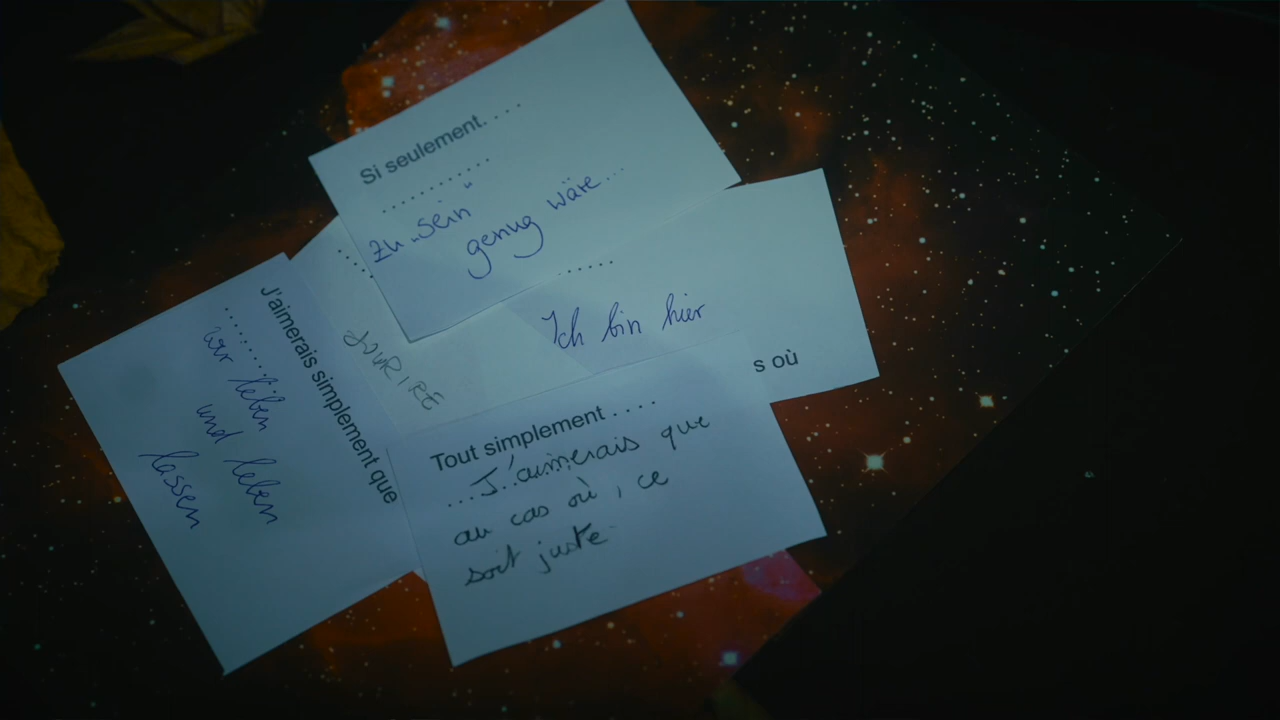 Si seulement. . . .
. . . . . . . . . . .
zu „sein"
genug wäre...
......
Ich bin hier
s où
SOURIRE
J'aimerais simplement que
...........
wir leben
und leben
lassen
Tout simplement . . . .
...J'aimerais que
au cas où, ce
soit juste